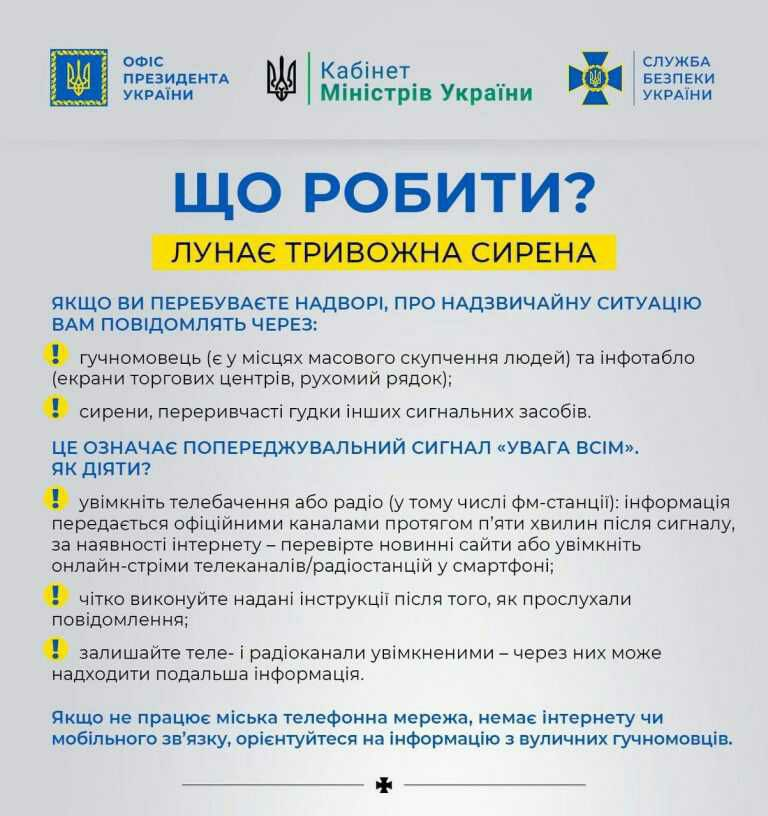 ОФІС
ПРЕЗИДЕНТА
УКРАЇНИ
Кабінет
Міністрів України
СЛУЖБА
БЕЗПЕКИ
УКРАЇНИ
ЩО РОБИТИ?
ЛУНАЄ ТРИВОЖНА СИРЕНА
ЯКЩО ВИ ПЕРЕБУВАЄТЕ НАДВОРІ, ПРО НАДЗВИЧАЙНУ СИТУАЦІЮ
ВАМ ПОВІДОМЛЯТЬ ЧЕРЕЗ:
! гучномовець (є у місцях масового скупчення людей) та інфотабло
(екрани торгових центрів, рухомий рядок);
! сирени, переривчасті гудки інших сигнальних засобів.
ЦЕ ОЗНАЧАЄ ПОПЕРЕДЖУВАЛЬНИЙ СИГНАЛ «УВАГА ВСІМ».
ЯК ДІЯТИ?
! увімкніть телебачення або радіо (у тому числі фм-станції): інформація
передається офіційними каналами протягом п’яти хвилин після сигналу,
за наявності інтернету – перевірте новинні сайти або увімкніть
онлайн-стріми телеканалів/радіостанцій у смартфоні;
! чітко виконуйте надані інструкції після того, як прослухали
повідомлення;
! залишайте теле- і радіоканали увімкненими – через них може
надходити подальша інформація.
Якщо не працює міська телефонна мережа, немає інтернету чи
мобільного зв’язку, орієнтуйтеся на інформацію з вуличних гучномовців.